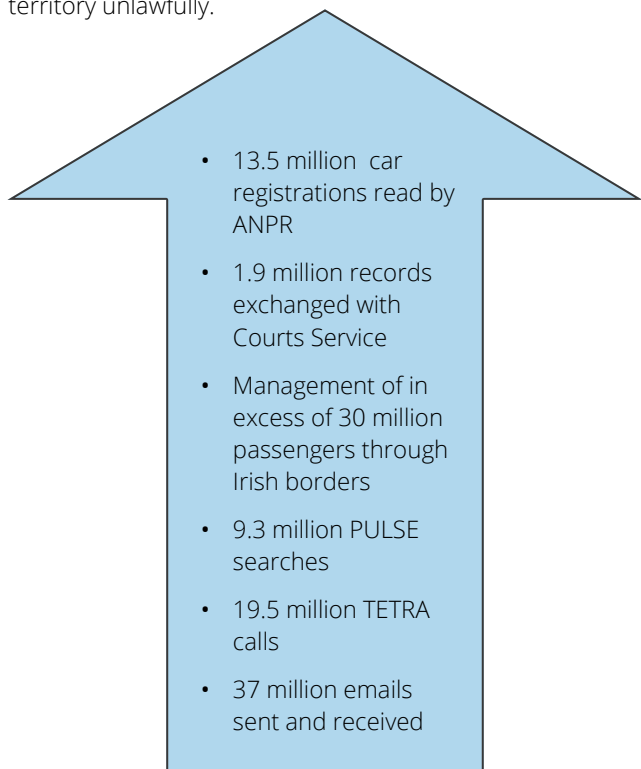 territory unlawfully.
• 13.5 million car
registrations read by
ANPR
• 1.9 million records
exchanged with
Courts Service
• Management of in
excess of 30 million
passengers through
Irish borders
• 9.3 million PULSE
searches
• 19.5 million TETRA
calls
• 37 million emails
sent and received